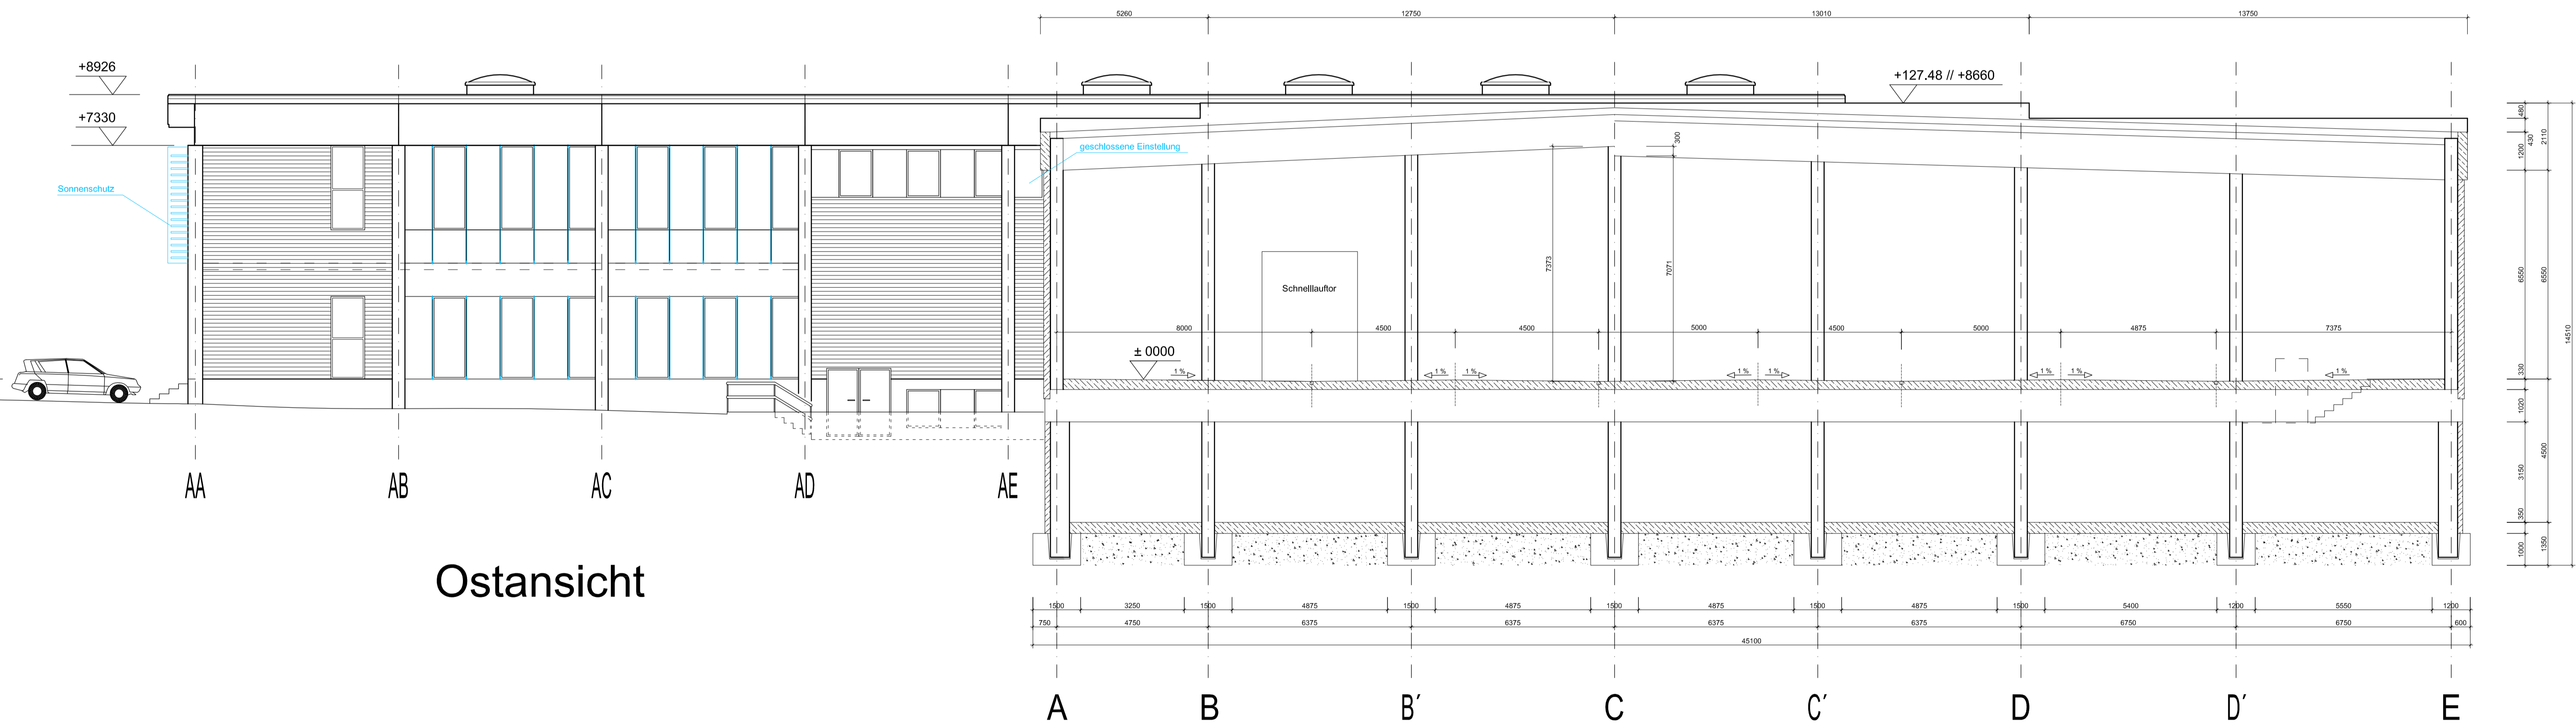 5260 12750 13010 13750
+8926
+127.48 // +8660
+7330
geschlossene Einstellung
Sonnenschutz
300
7373
7071
Schnelllauftor
8000 4500 4500 5000 4500 5000 4875 7375
± 0000
1 % 1 % 1 % 1 % 1 % 1 % 1 % 1 %
480
430
2110
1200
6550
6550
14510
330
1020
4500
3150
350
1000
1350
AA AB AC AD AE
Ostansicht
1500 3250 1500 4875 1500 4875 1500 4875 1500 4875 1500 5400 1200 5550 1200
750 4750 6375 6375 6375 6375 6750 6750 600
45100
A B B′ C C′ D D′ E